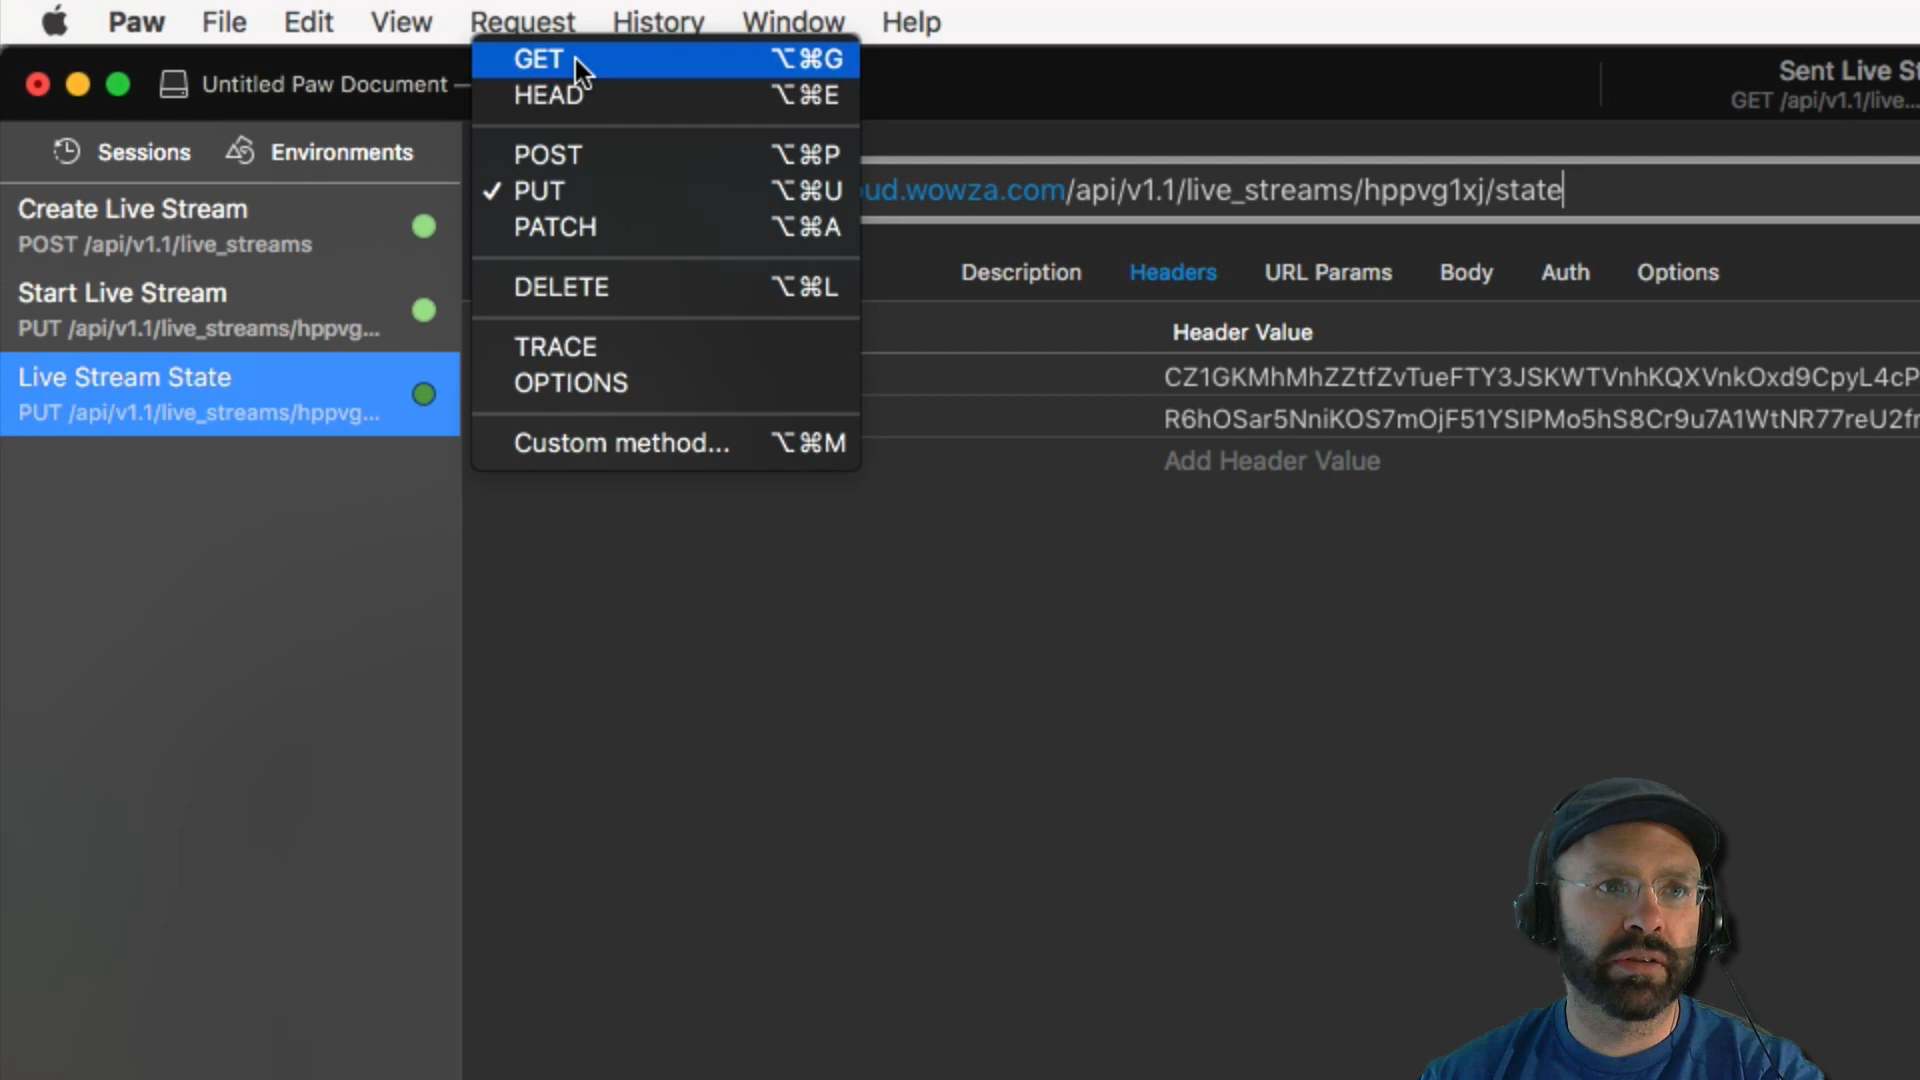 Paw File Edit View Request History Window Help
Untitled Paw Document —
Sent Live St
GET /api/v1.1/live...
Sessions Environments
Create Live Stream
POST /api/v1.1/live_streams
Start Live Stream
PUT /api/v1.1/live_streams/hppvg...
Live Stream State
PUT /api/v1.1/live_streams/hppvg...
GET ⌥⌘G
HEAD ⌥⌘E
POST ⌥⌘P
✓ PUT ⌥⌘U
PATCH ⌥⌘A
DELETE ⌥⌘L
TRACE
OPTIONS
Custom method... ⌥⌘M
oud.wowza.com/api/v1.1/live_streams/hppvg1xj/state
Description Headers URL Params Body Auth Options
Header Value
CZ1GKMhMhZZtfZvTueFTY3JSKWTVnhKQXVnkOxd9CpyL4cP
R6hOSar5NniKOS7mOjF51YSIPMo5hS8Cr9u7A1WtNR77reU2fr
Add Header Value